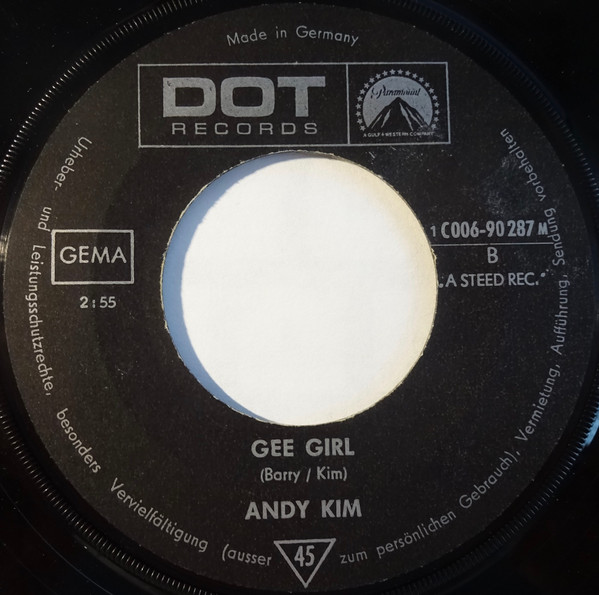 Made in Germany
DOT
RECORDS
Paramount
A GULF+WESTERN COMPANY
1 C006-90 287 M
B
„A STEED REC.“
GEMA
2:55
GEE GIRL
(Barry / Kim)
ANDY KIM
45
Urheber- und Leistungsschutzrechte, besonders Vervielfältigung (ausser zum persönlichen Gebrauch), Vermietung, Aufführung, Sendung vorbehalten